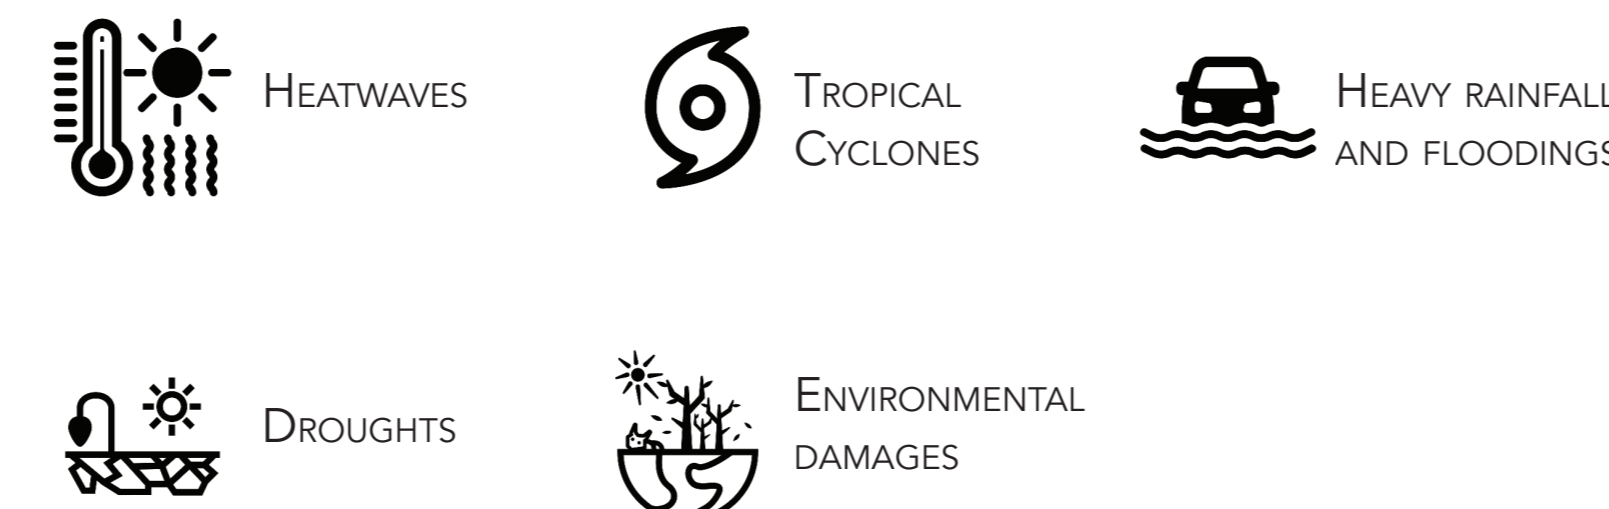 Heatwaves
Tropical
Cyclones
Heavy rainfall
and floodings
Droughts
Environmental
damages